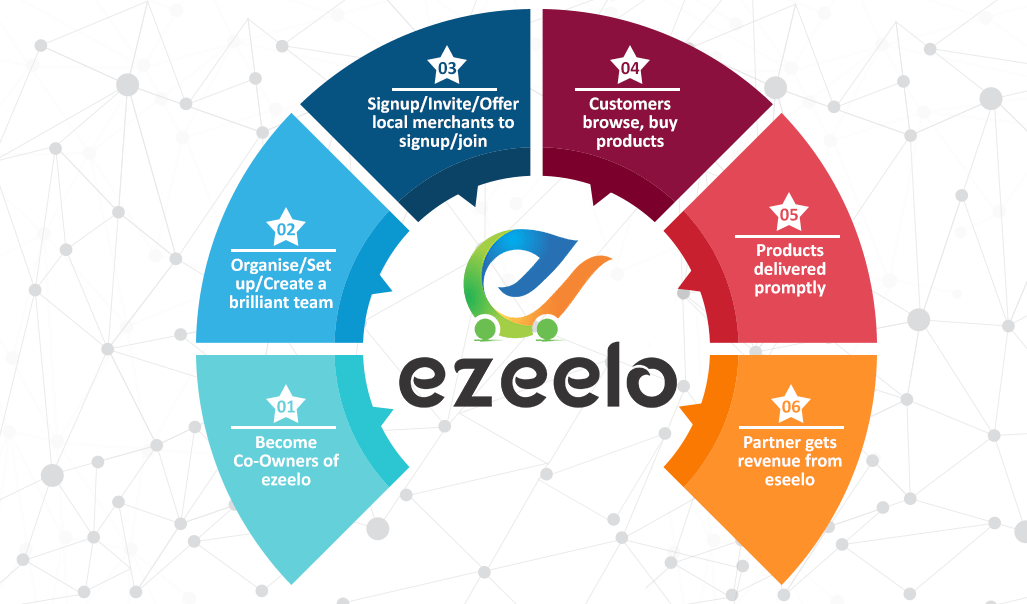 01
Become
Co-Owners of
ezeelo
02
Organise/Set
up/Create a
brilliant team
03
Signup/Invite/Offer
local merchants to
signup/join
04
Customers
browse, buy
products
05
Products
delivered
promptly
06
Partner gets
revenue from
eseelo
ezeelo